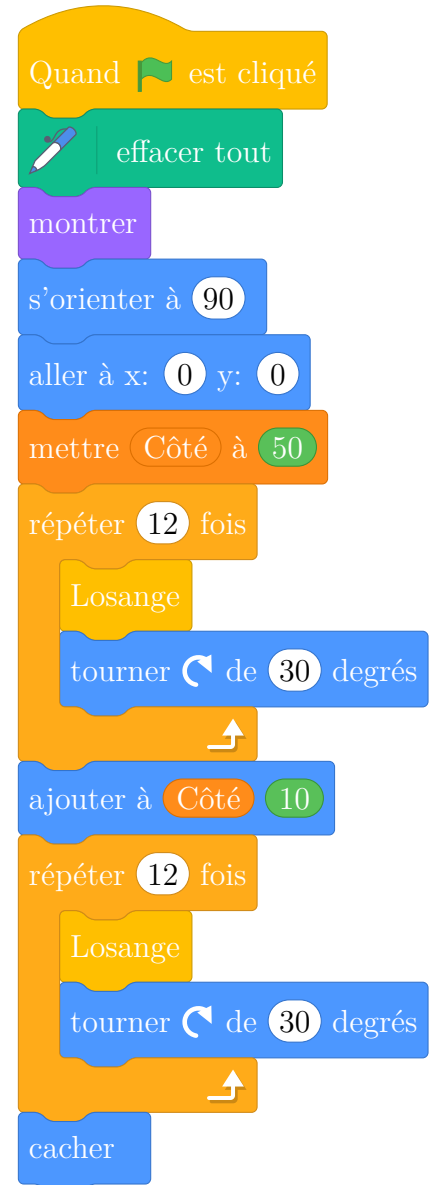 Quand est cliqué
effacer tout
montrer
s'orienter à 90
aller à x: 0 y: 0
mettre Côté à 50
répéter 12 fois
Losange
tourner de 30 degrés
ajouter à Côté 10
répéter 12 fois
Losange
tourner de 30 degrés
cacher